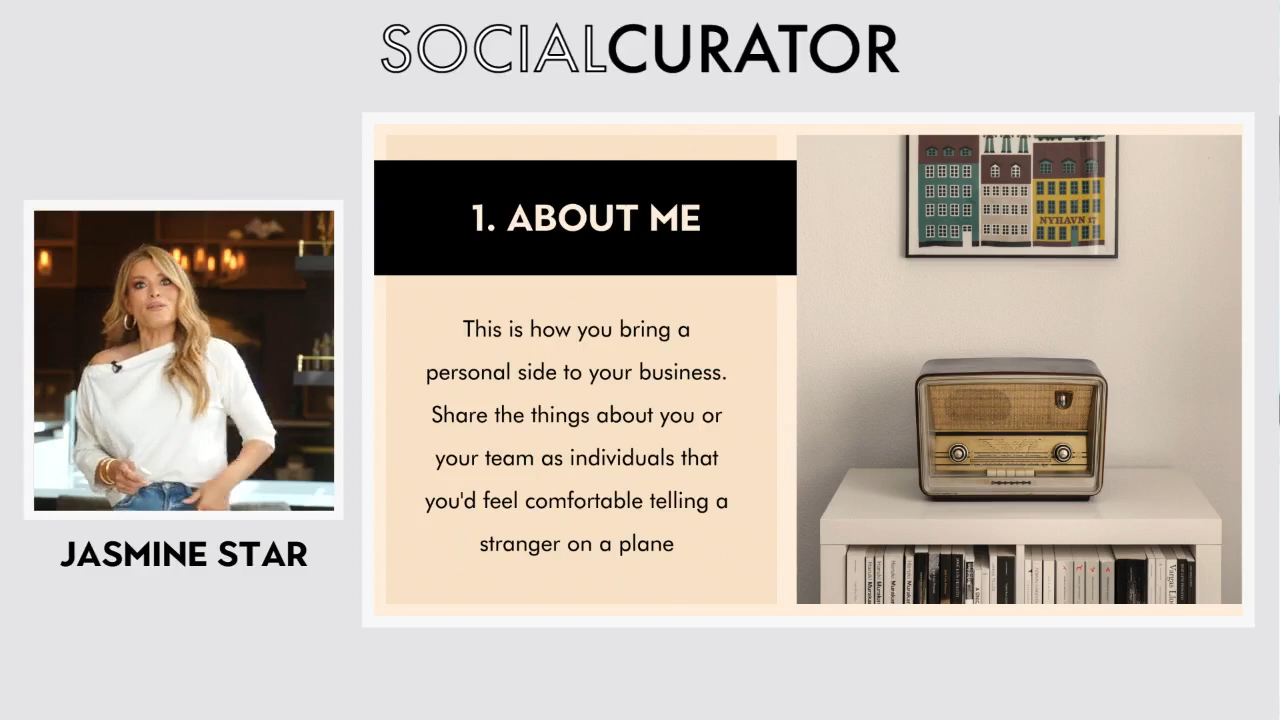 SOCIALCURATOR
1. ABOUT ME
This is how you bring a
personal side to your business.
Share the things about you or
your team as individuals that
you'd feel comfortable telling a
stranger on a plane
JASMINE STAR
NYHAVN 17